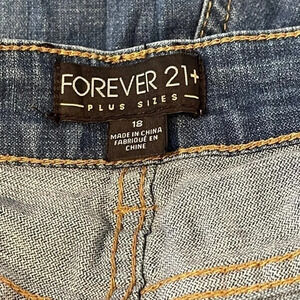 FOREVER 21+
PLUS SIZES
18
MADE IN CHINA
FABRIQUÉ EN
CHINE